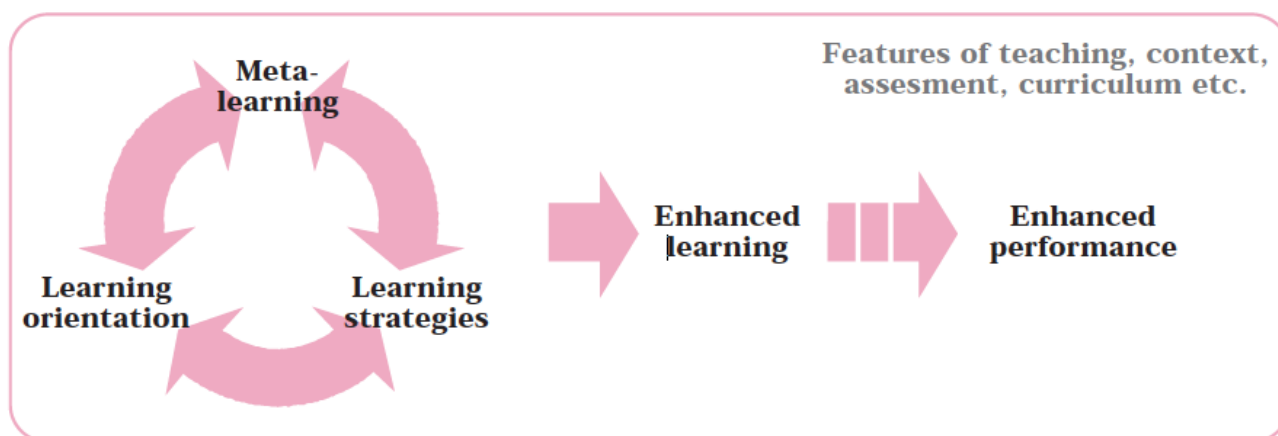 Meta-
learning
Features of teaching, context,
assesment, curriculum etc.
Enhanced
learning
Enhanced
performance
Learning
orientation
Learning
strategies